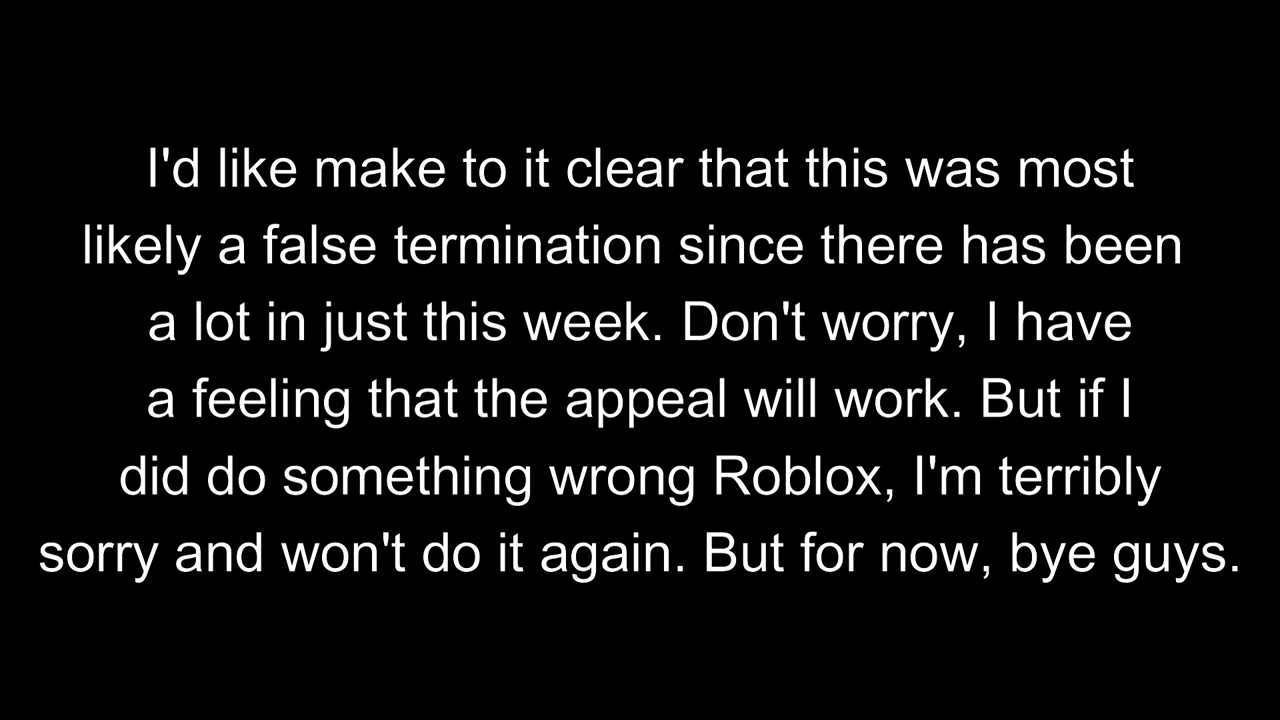 I'd like make to it clear that this was most
likely a false termination since there has been
a lot in just this week. Don't worry, I have
a feeling that the appeal will work. But if I
did do something wrong Roblox, I'm terribly
sorry and won't do it again. But for now, bye guys.